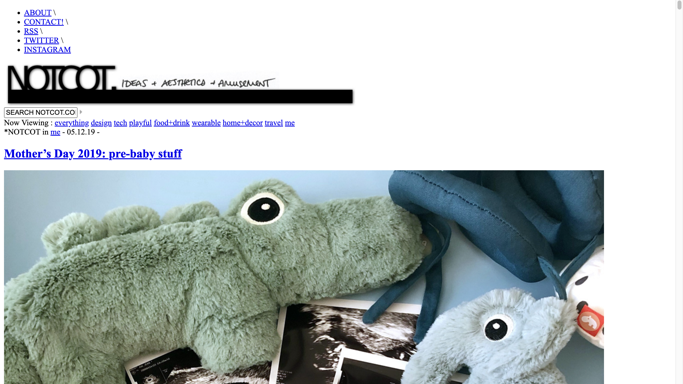 ABOUT \
CONTACT! \
RSS \
TWITTER \
INSTAGRAM
NOTCOT. IDEAS + AESTHETICS + AMUSEMENT
SEARCH NOTCOT.CO
Now Viewing : everything design tech playful food+drink wearable home+decor travel me
*NOTCOT in me - 05.12.19 -
Mother's Day 2019: pre-baby stuff